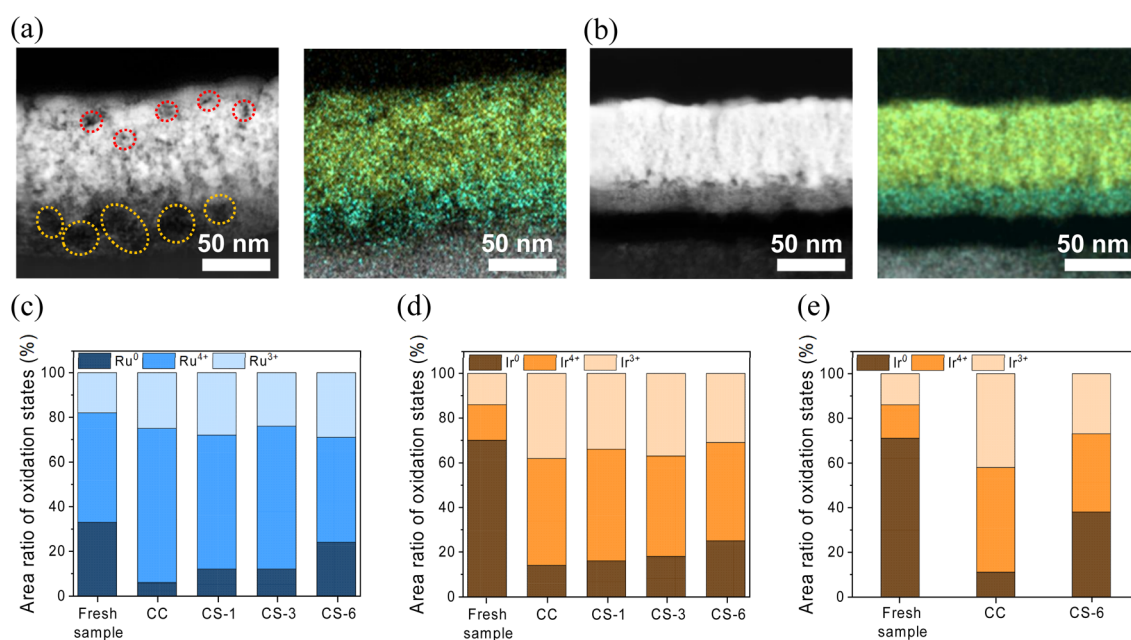 (a)
(b)
50 nm
50 nm
50 nm
50 nm
(c)
(d)
(e)
Area ratio of oxidation states (%)
100
80
60
40
20
0
Ru⁰ Ru⁴⁺ Ru³⁺
Fresh sample
CC
CS-1
CS-3
CS-6
Area ratio of oxidation states (%)
100
80
60
40
20
0
Ir⁰ Ir⁴⁺ Ir³⁺
Fresh sample
CC
CS-1
CS-3
CS-6
Area ratio of oxidation states (%)
100
80
60
40
20
0
Ir⁰ Ir⁴⁺ Ir³⁺
Fresh sample
CC
CS-6